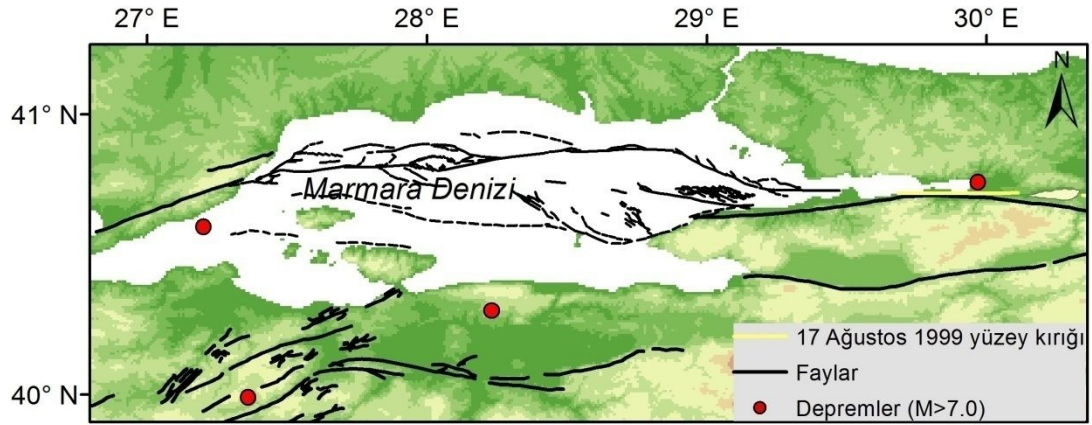 27° E
28° E
29° E
30° E
41° N
N
Marmara Denizi
40° N
17 Ağustos 1999 yüzey kırığı
Faylar
Depremler (M>7.0)